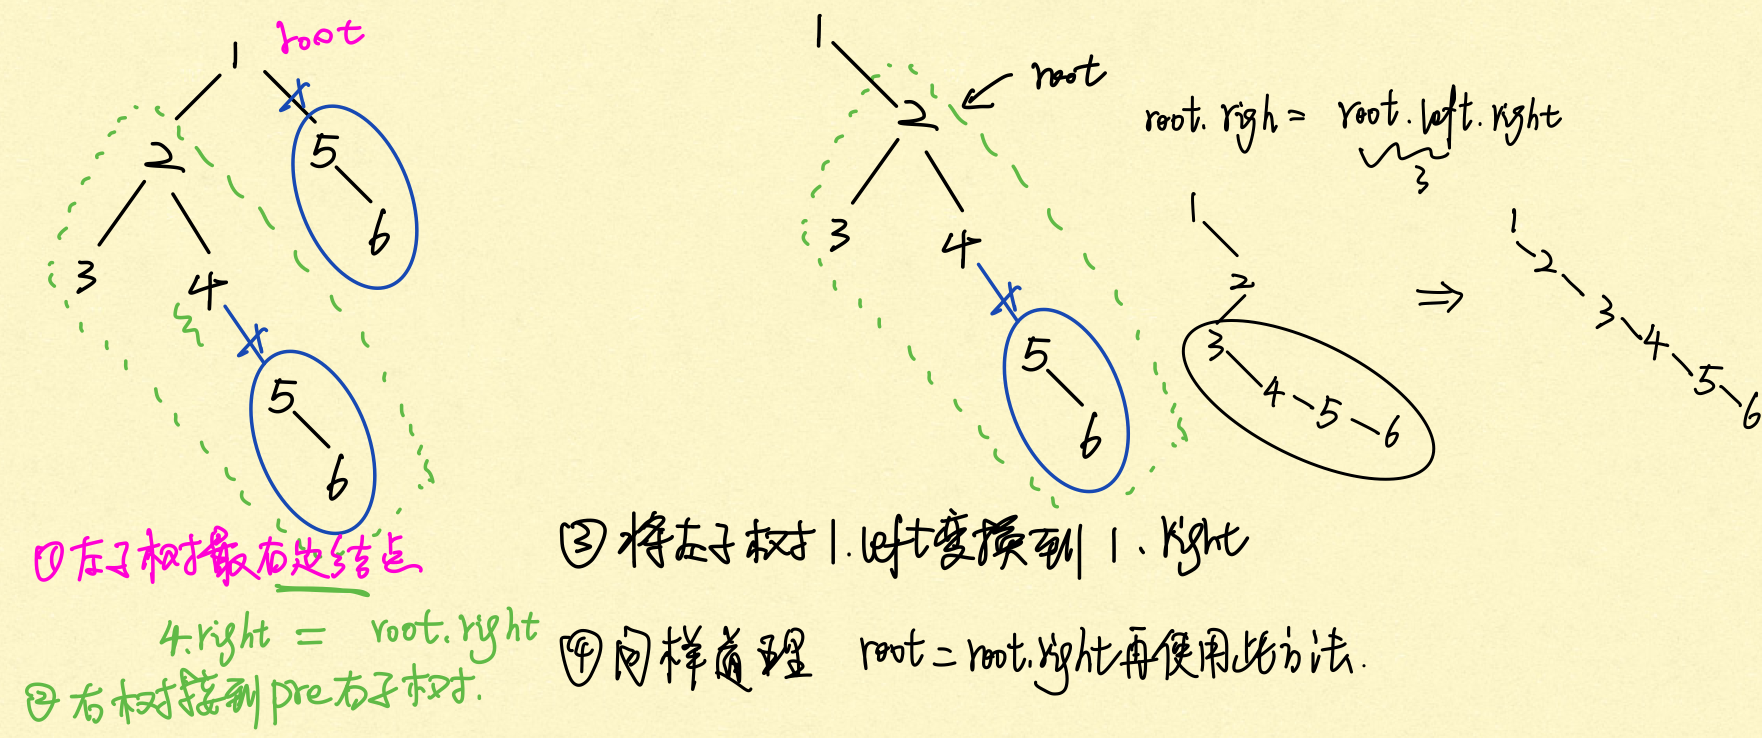 1 root
2 5
3 4 6
5
6
①左子树最右边结点
4.right = root.right
②右树接到pre右子树.
1
root
2
3 4
5
6
root.righ = root.left.right
3
1
2
3
4 5 6
⇒
1
2
3
4
5
6
③将左子树1.left变换到1.right
④同样道理 root=root.right再使用此方法.